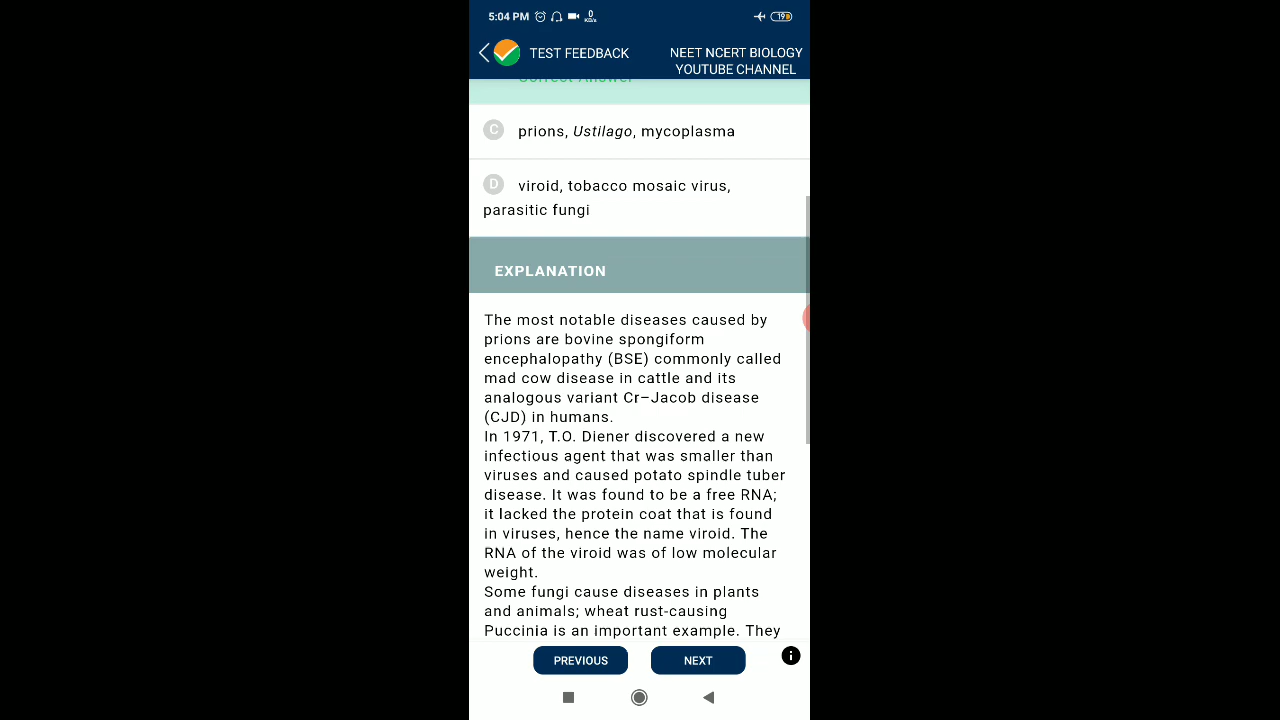 5:04 PM 0 KB/s 19
TEST FEEDBACK
NEET NCERT BIOLOGY
YOUTUBE CHANNEL
Correct Answer
C prions, Ustilago, mycoplasma
D viroid, tobacco mosaic virus,
parasitic fungi
EXPLANATION
The most notable diseases caused by
prions are bovine spongiform
encephalopathy (BSE) commonly called
mad cow disease in cattle and its
analogous variant Cr–Jacob disease
(CJD) in humans.
In 1971, T.O. Diener discovered a new
infectious agent that was smaller than
viruses and caused potato spindle tuber
disease. It was found to be a free RNA;
it lacked the protein coat that is found
in viruses, hence the name viroid. The
RNA of the viroid was of low molecular
weight.
Some fungi cause diseases in plants
and animals; wheat rust-causing
Puccinia is an important example. They
PREVIOUS
NEXT